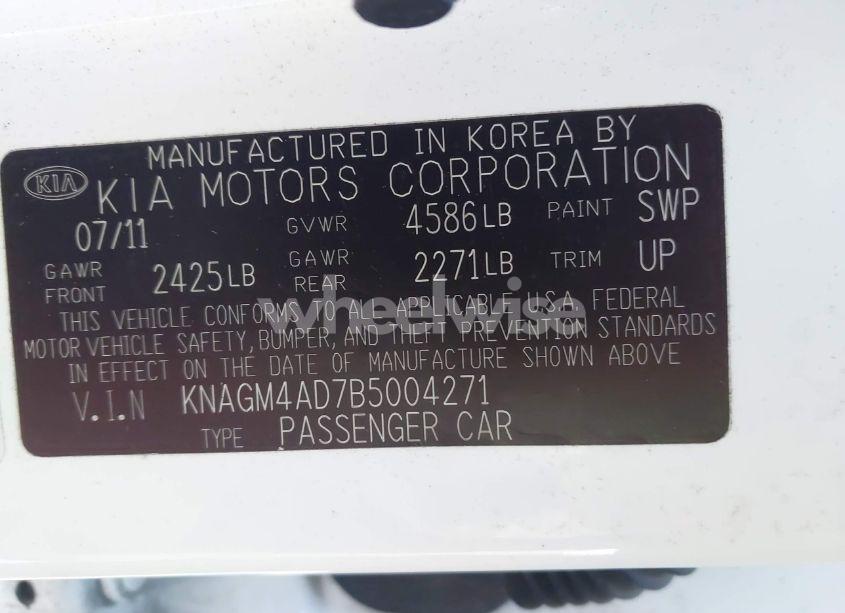 MANUFACTURED IN KOREA BY
KIA KIA MOTORS CORPORATION
07/11 GVWR 4586LB PAINT SWP
GAWR FRONT 2425LB GAWR REAR 2271LB TRIM UP
THIS VEHICLE CONFORMS TO ALL APPLICABLE U.S.A. FEDERAL
MOTOR VEHICLE SAFETY, BUMPER, AND THEFT PREVENTION STANDARDS
IN EFFECT ON THE DATE OF MANUFACTURE SHOWN ABOVE
V.I.N KNAGM4AD7B5004271
TYPE PASSENGER CAR
wheelwise